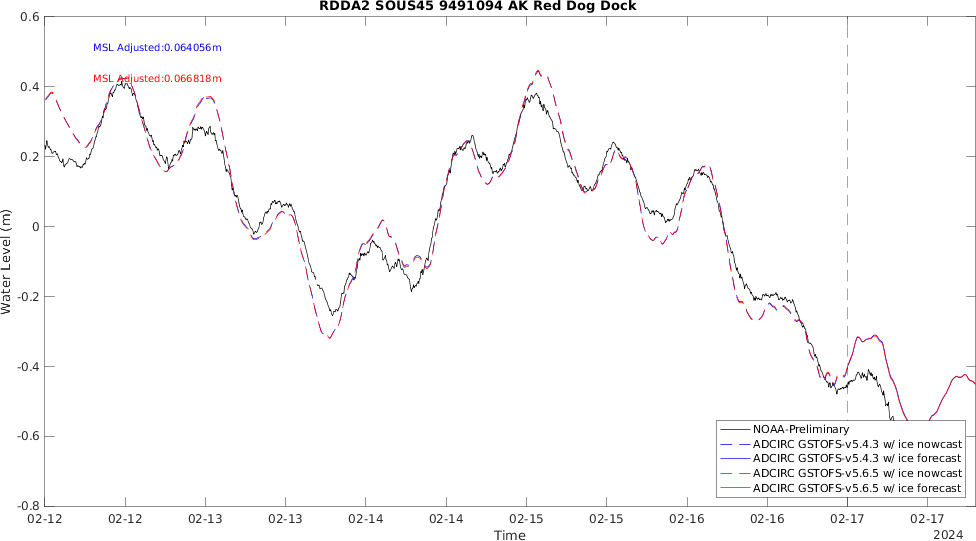 RDDA2 SOUS45 9491094 AK Red Dog Dock
0.6
MSL Adjusted:0.064056m
MSL Adjusted:0.066818m
0.4
0.2
0
-0.2
-0.4
-0.6
-0.8
Water Level (m)
NOAA-Preliminary
ADCIRC GSTOFS-v5.4.3 w/ ice nowcast
ADCIRC GSTOFS-v5.4.3 w/ ice forecast
ADCIRC GSTOFS-v5.6.5 w/ ice nowcast
ADCIRC GSTOFS-v5.6.5 w/ ice forecast
02-12 02-12 02-13 02-13 02-14 02-14 02-15 02-15 02-16 02-16 02-17 02-17
Time
2024